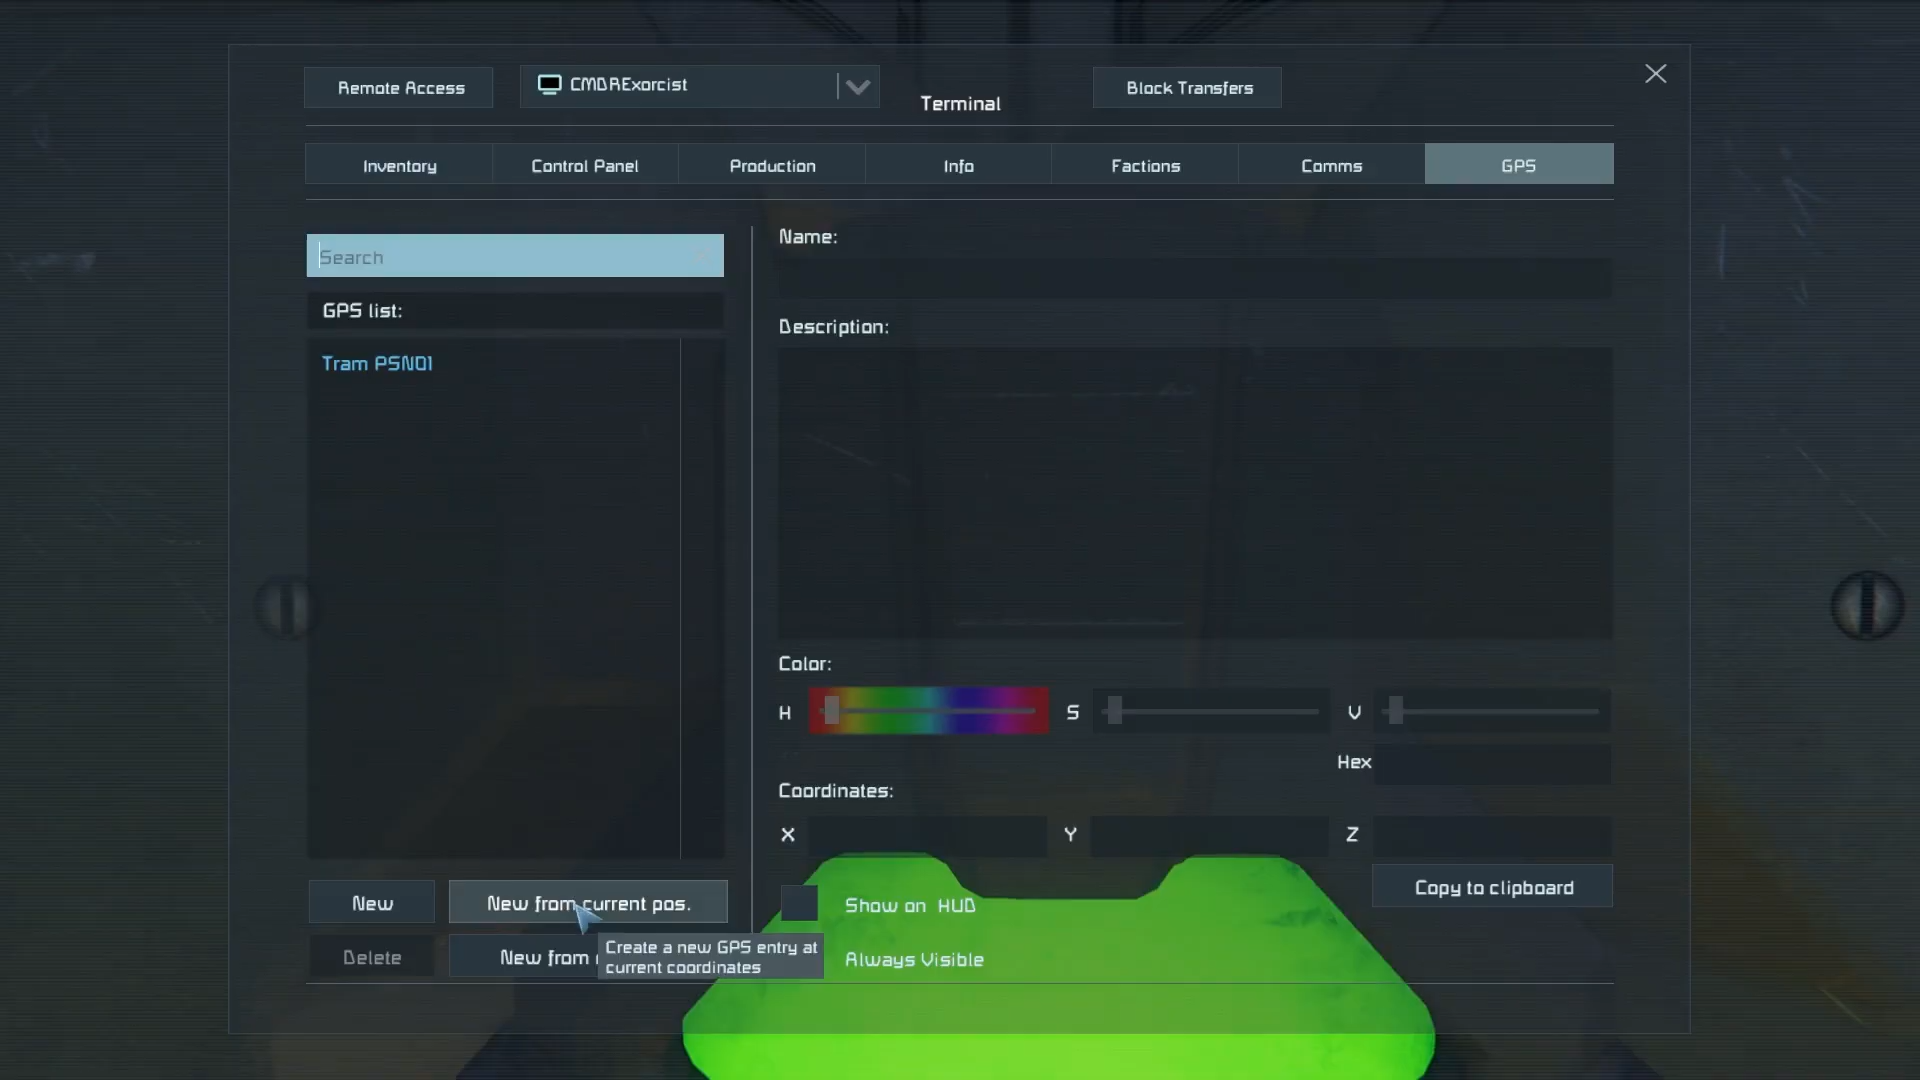 Remote Access
CMDRExorcist
Terminal
Block Transfers
Inventory
Control Panel
Production
Info
Factions
Comms
GPS
Search
GPS list:
Tram PSN01
Name:
Description:
Color:
H
S
V
Hex
Coordinates:
X
Y
Z
Copy to clipboard
New
New from current pos.
Show on HUD
Delete
New from
Create a new GPS entry at
current coordinates
Always Visible